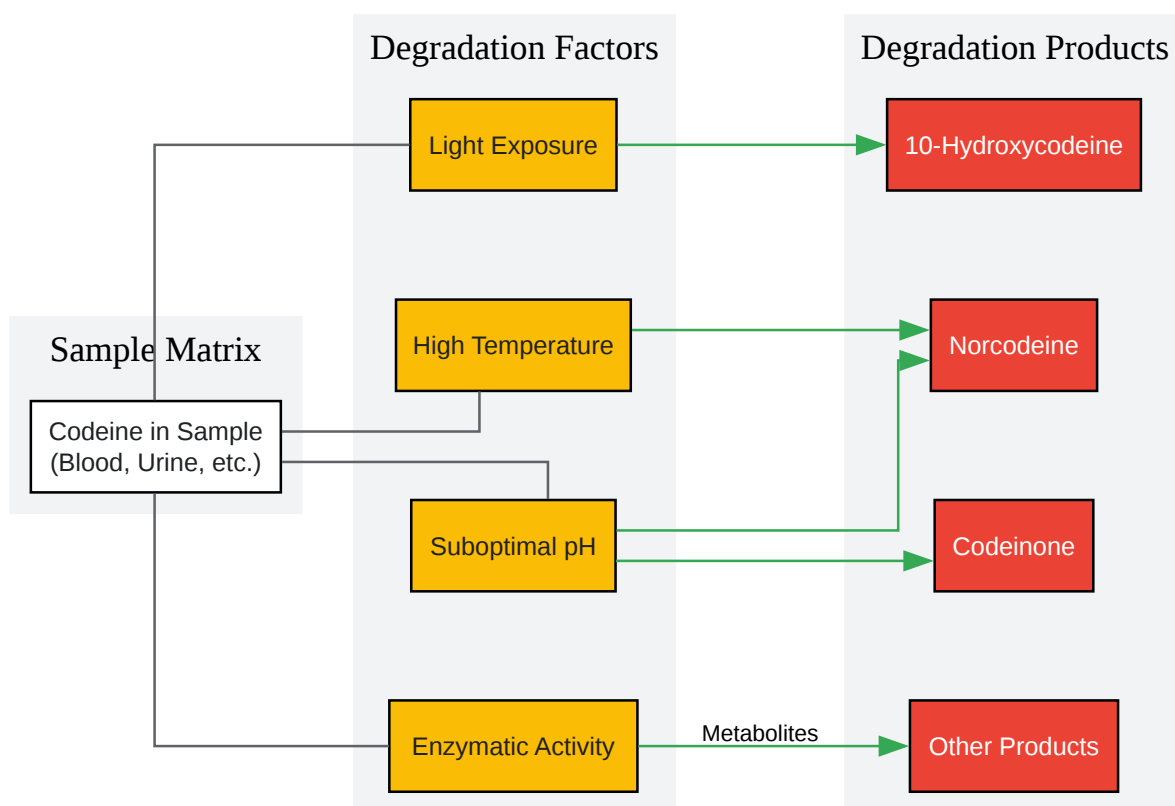 Degradation Factors
Degradation Products
Light Exposure
10-Hydroxycodeine
High Temperature
Norcodeine
Sample Matrix
Codeine in Sample
(Blood, Urine, etc.)
Suboptimal pH
Codeinone
Enzymatic Activity
Metabolites
Other Products